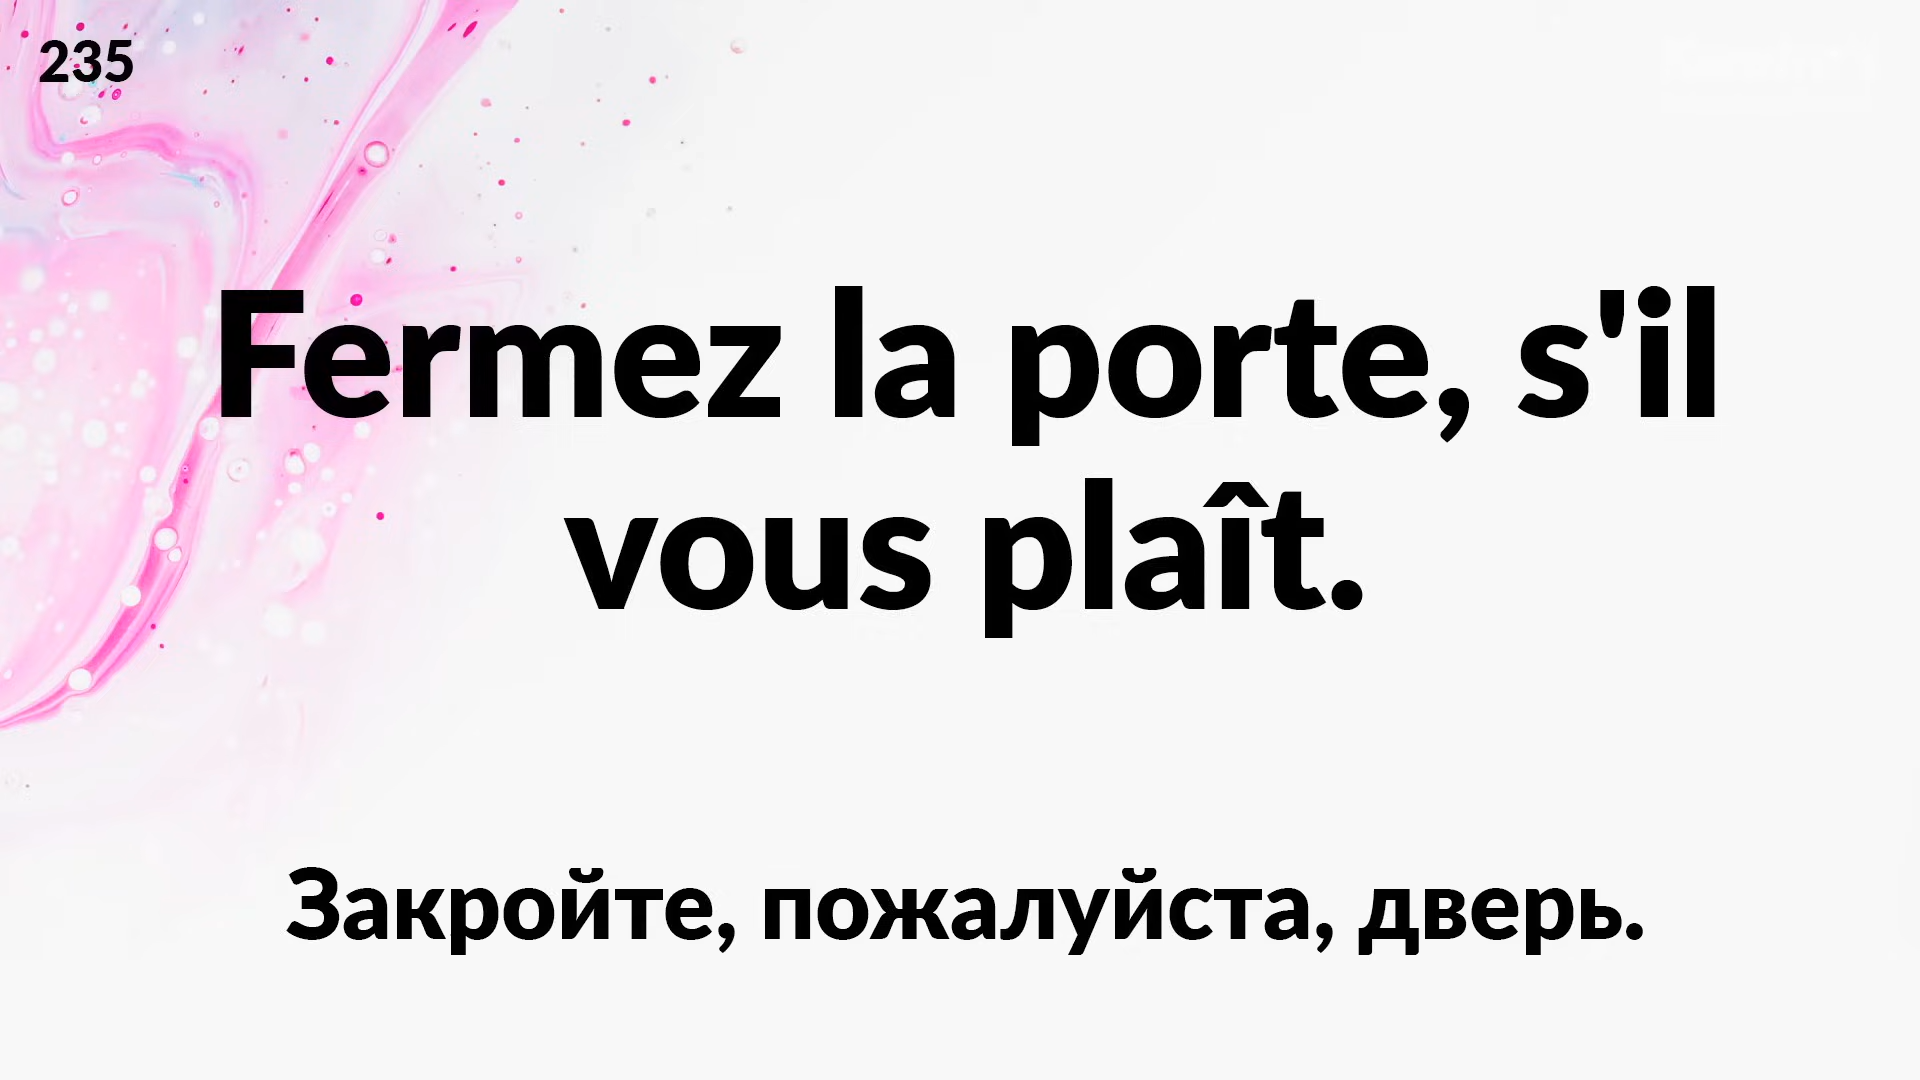 235
Fermez la porte, s'il
vous plaît.
Закройте, пожалуйста, дверь.